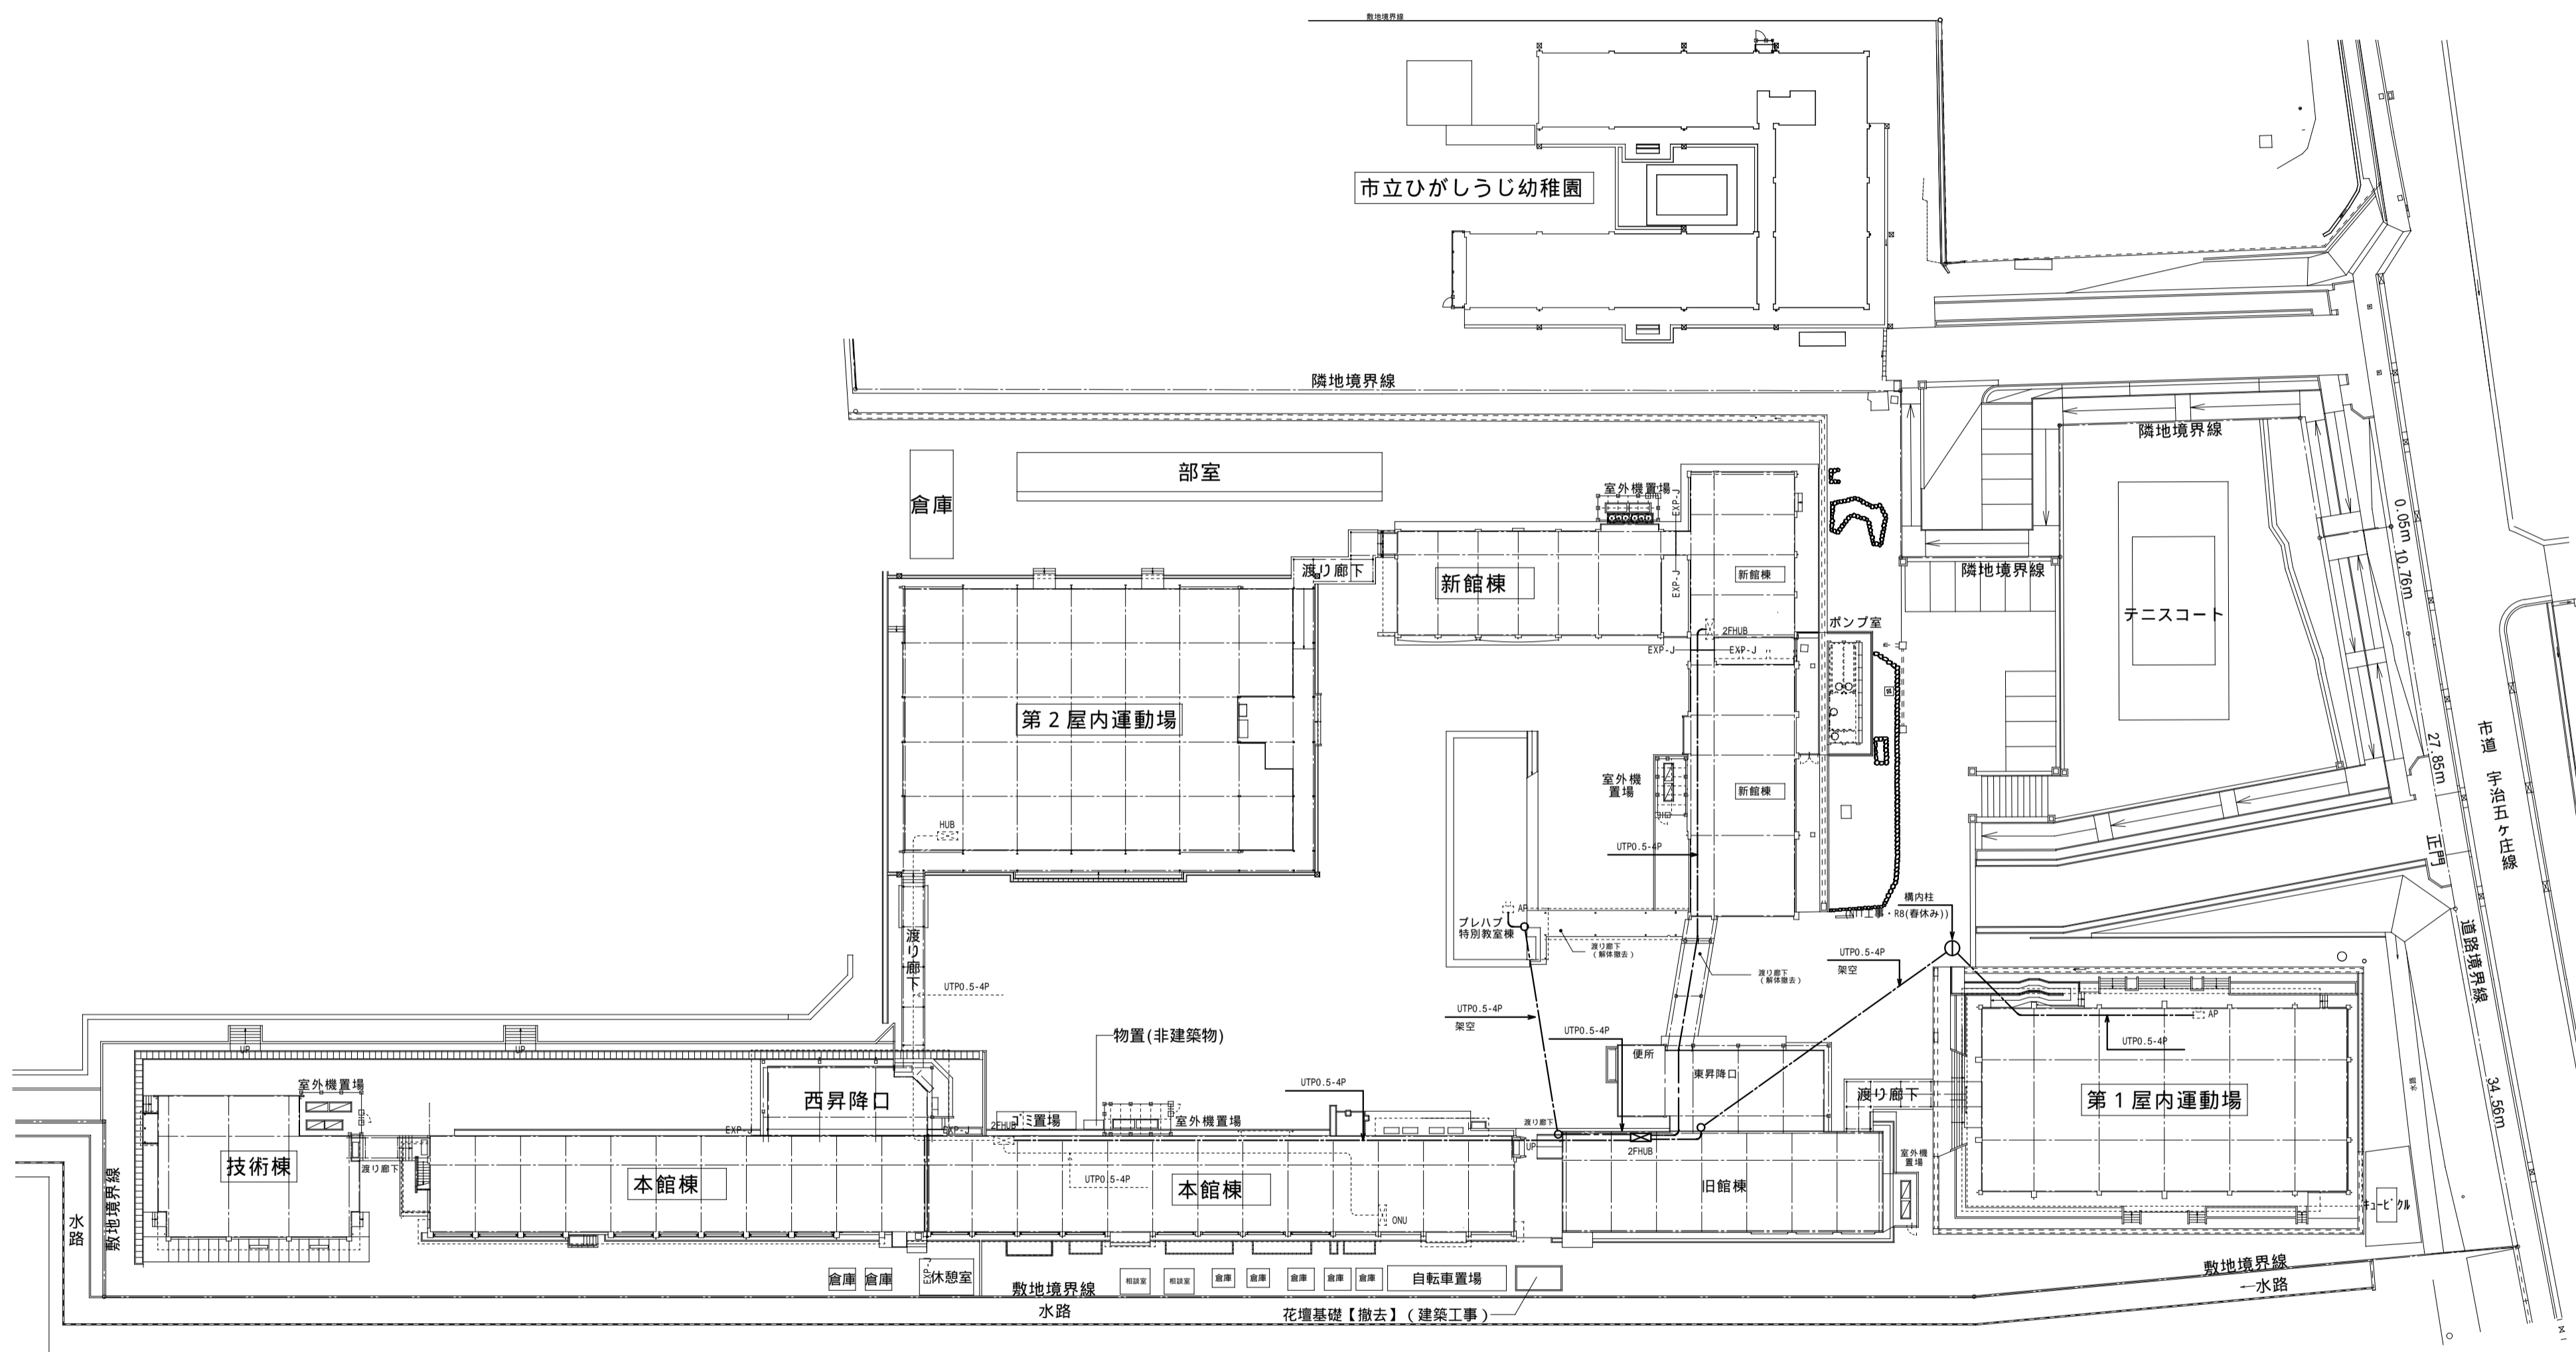 敷地境界線
市立ひがしうじ幼稚園
隣地境界線
隣地境界線
部室
倉庫
室外機置場
EXP-J
渡り廊下
新館棟
EXP-J
新館棟
隣地境界線
0.05m
10.76m
テニスコート
ポンプ室
2FHUB
EXP-J
EXP-J
第2屋内運動場
市道 宇治五ケ庄線
27.85m
室外機
置場
新館棟
HUB
UTP0.5-4P
正門
構内柱
AP
プレハブ
特別教室棟
渡り廊下
渡り廊下
(解体撤去)
UTP0.5-4P
架空
渡り廊下
(解体撤去)
道路境界線
UTP0.5-4P
UTP0.5-4P
架空
AP
UTP0.5-4P
物置(非建築物)
UTP0.5-4P
便所
東昇降口
UP
UP
室外機置場
UTP0.5-4P
水路
34.56m
西昇降口
渡り廊下
第1屋内運動場
ゴミ置場
室外機置場
渡り廊下
EXP-J
EXP-J
2FHUB
UP
2FHUB
室外機
置場
技術棟
渡り廊下
本館棟
UTP0.5-4P
本館棟
旧館棟
キュービクル
ONU
水路
敷地境界線
EXP-J
倉庫
倉庫
休憩室
相談室
相談室
倉庫
倉庫
倉庫
倉庫
倉庫
自転車置場
敷地境界線
敷地境界線
水路
水路
花壇基礎【撤去】(建築工事)